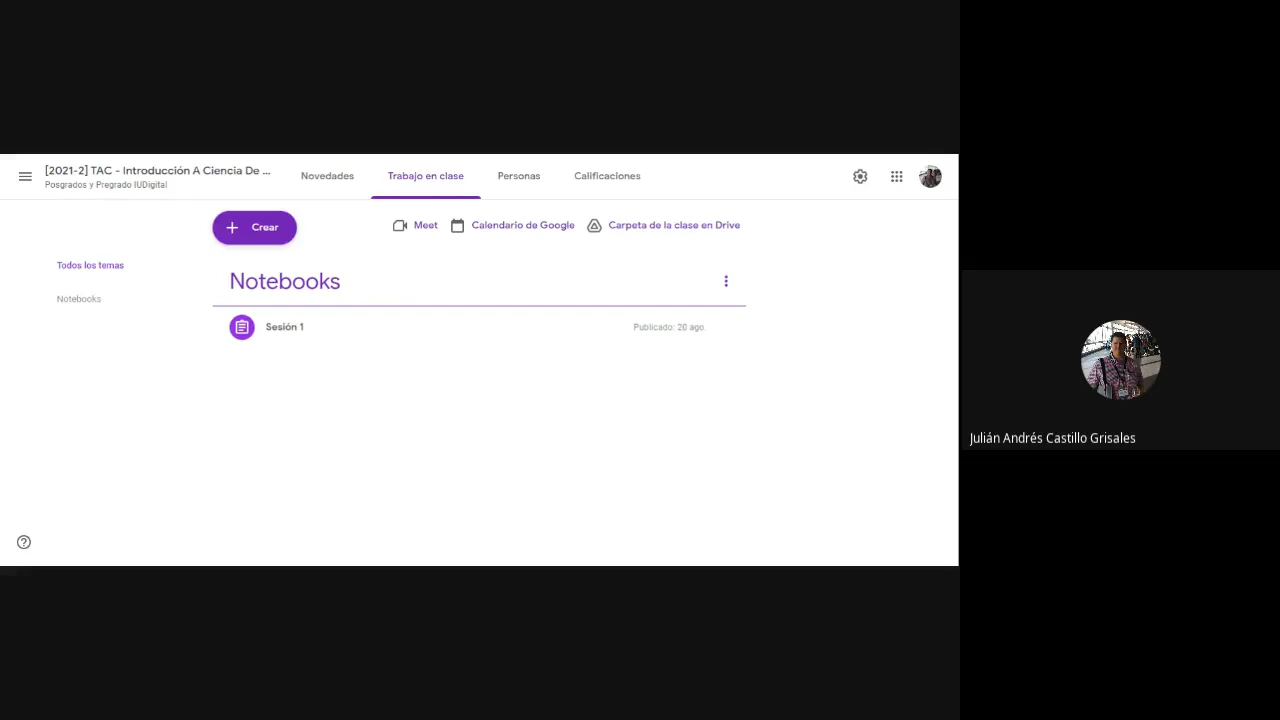 [2021-2] TAC - Introducción A Ciencia De ...
Posgrados y Pregrado IUDigital
Novedades
Trabajo en clase
Personas
Calificaciones
Crear
Meet
Calendario de Google
Carpeta de la clase en Drive
Todos los temas
Notebooks
Notebooks
Sesión 1
Publicado: 20 ago.
Julián Andrés Castillo Grisales